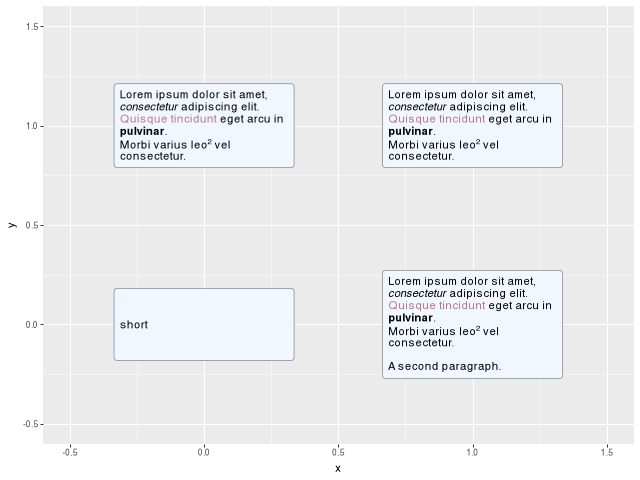 1.5
Lorem ipsum dolor sit amet,
consectetur adipiscing elit.
Quisque tincidunt eget arcu in
pulvinar.
Morbi varius leo² vel
consectetur.
Lorem ipsum dolor sit amet,
consectetur adipiscing elit.
Quisque tincidunt eget arcu in
pulvinar.
Morbi varius leo² vel
consectetur.
1.0
0.5
y
short
Lorem ipsum dolor sit amet,
consectetur adipiscing elit.
Quisque tincidunt eget arcu in
pulvinar.
Morbi varius leo² vel
consectetur.
A second paragraph.
0.0
-0.5
-0.5 0.0 0.5 1.0 1.5
x